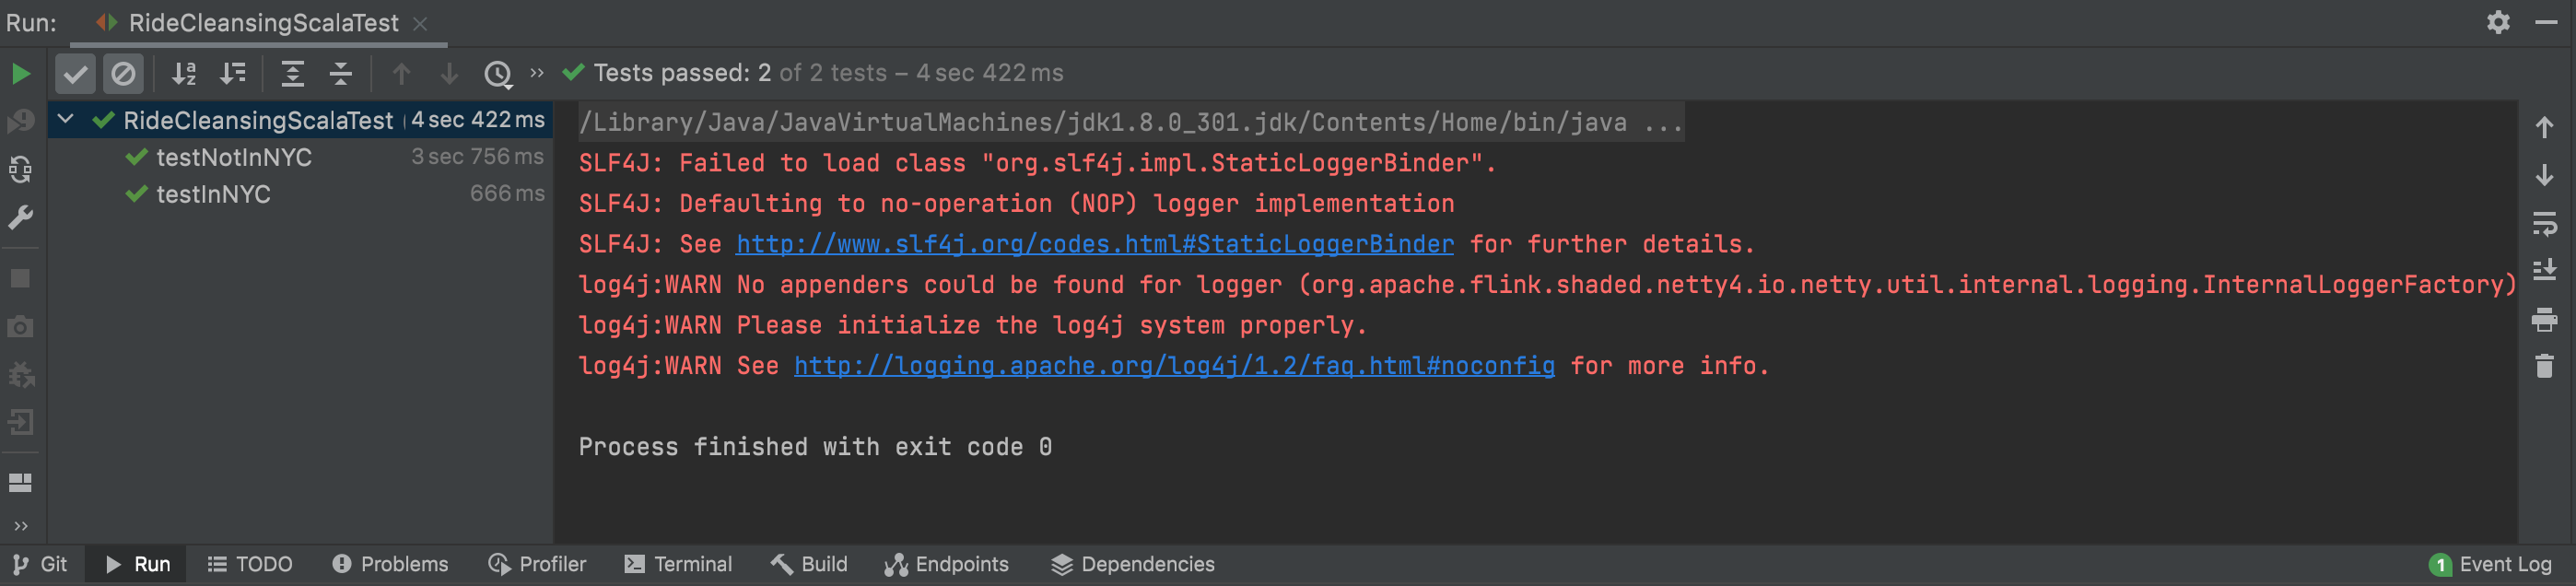 Run: RideCleansingScalaTest
Tests passed: 2 of 2 tests – 4 sec 422 ms
RideCleansingScalaTest ( 4 sec 422 ms
testNotInNYC 3 sec 756 ms
testInNYC 666 ms
/Library/Java/JavaVirtualMachines/jdk1.8.0_301.jdk/Contents/Home/bin/java ...
SLF4J: Failed to load class "org.slf4j.impl.StaticLoggerBinder".
SLF4J: Defaulting to no-operation (NOP) logger implementation
SLF4J: See http://www.slf4j.org/codes.html#StaticLoggerBinder for further details.
log4j:WARN No appenders could be found for logger (org.apache.flink.shaded.netty4.io.netty.util.internal.logging.InternalLoggerFactory)
log4j:WARN Please initialize the log4j system properly.
log4j:WARN See http://logging.apache.org/log4j/1.2/faq.html#noconfig for more info.
Process finished with exit code 0
Git Run TODO Problems Profiler Terminal Build Endpoints Dependencies 1 Event Log